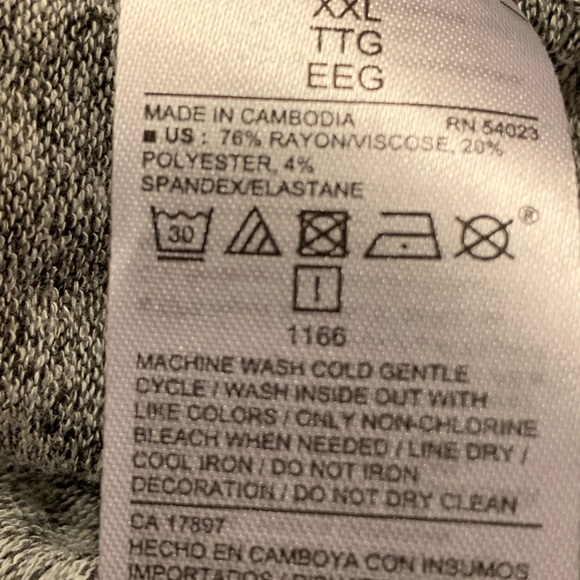 XXL
TTG
EEG
MADE IN CAMBODIA RN 54023
■ US : 76% RAYON/VISCOSE, 20%
POLYESTER, 4%
SPANDEX/ELASTANE
30 ®
1166
MACHINE WASH COLD GENTLE
CYCLE / WASH INSIDE OUT WITH
LIKE COLORS / ONLY NON-CHLORINE
BLEACH WHEN NEEDED / LINE DRY /
COOL IRON / DO NOT IRON
DECORATION / DO NOT DRY CLEAN
CA 17897
HECHO EN CAMBOYA CON INSUMOS
IMPORTADOS /